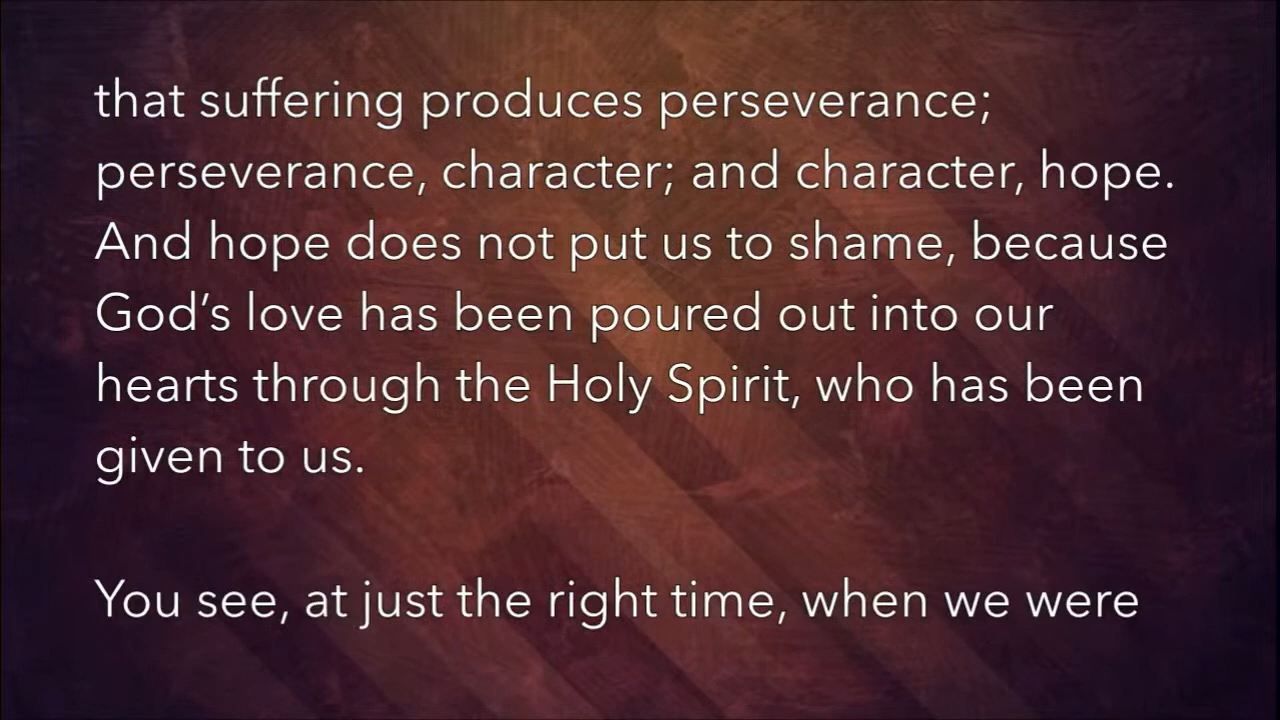 that suffering produces perseverance;
perseverance, character; and character, hope.
And hope does not put us to shame, because
God’s love has been poured out into our
hearts through the Holy Spirit, who has been
given to us.
You see, at just the right time, when we were